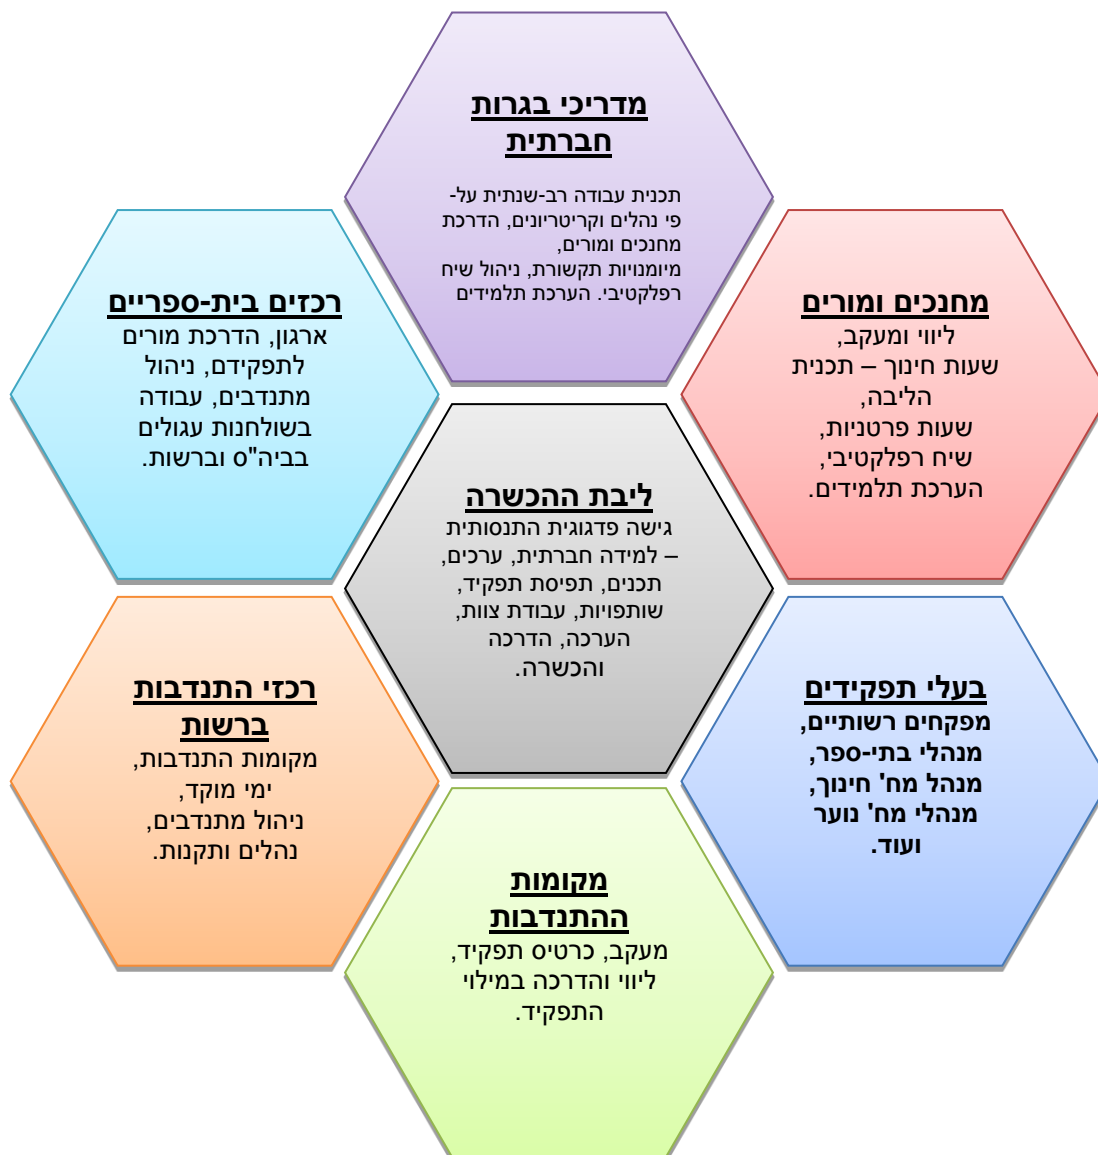 מדריכי בגרות
חברתית
תכנית עבודה רב-שנתית על-
פי נהלים וקריטריונים, הדרכת
מחנכים ומורים,
מיומנויות תקשורת, ניהול שיח
רפלקטיבי. הערכת תלמידים
מחנכים ומורים
ליווי ומעקב,
שעות חינוך – תכנית
הליבה,
שעות פרטניות,
שיח רפלקטיבי,
הערכת תלמידים.
רכזים בית-ספריים
ארגון, הדרכת מורים
לתפקידם, ניהול
מתנדבים, עבודה
בשולחנות עגולים
בביה"ס וברשות.
ליבת ההכשרה
גישה פדגוגית התנסותית
– למידה חברתית, ערכים,
תכנים, תפיסת תפקיד,
שותפויות, עבודת צוות,
הערכה, הדרכה
והכשרה.
בעלי תפקידים
מפקחים רשותיים,
מנהלי בתי-ספר,
מנהל מח' חינוך,
מנהלי מח' נוער
ועוד.
רכזי התנדבות
ברשות
מקומות התנדבות,
ימי מוקד,
ניהול מתנדבים,
נהלים ותקנות.
מקומות
ההתנדבות
מעקב, כרטיס תפקיד,
ליווי והדרכה במילוי
התפקיד.